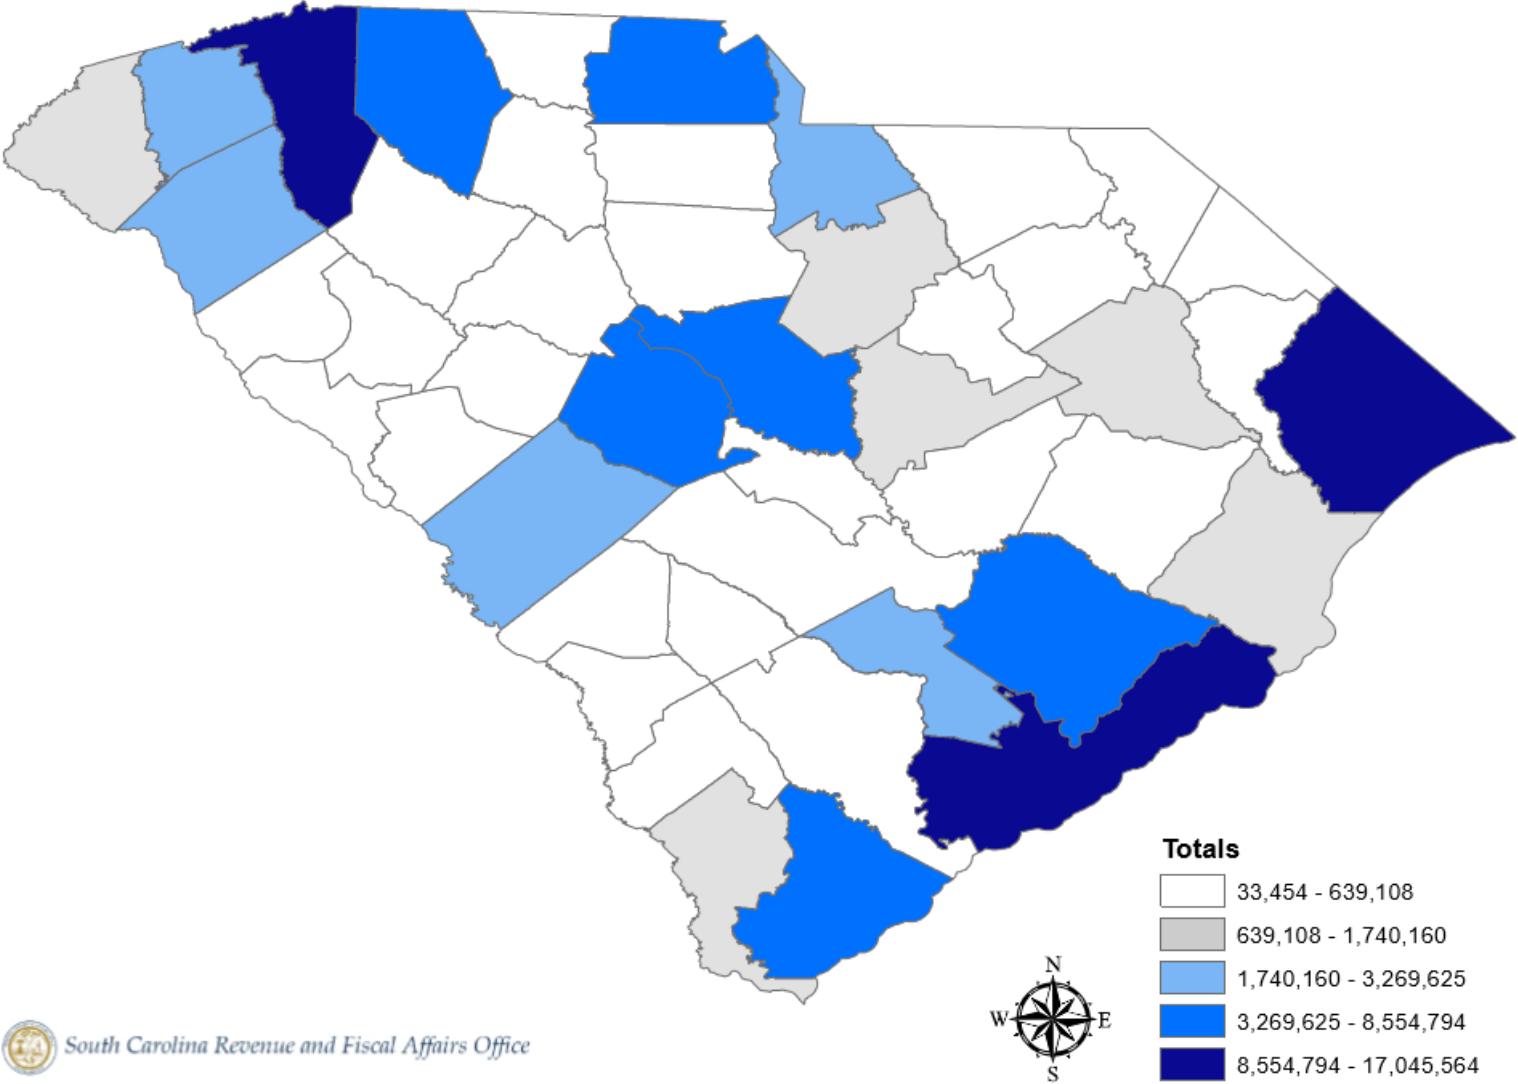 Totals
33,454 - 639,108
639,108 - 1,740,160
1,740,160 - 3,269,625
3,269,625 - 8,554,794
8,554,794 - 17,045,564
N
W E
S
South Carolina Revenue and Fiscal Affairs Office